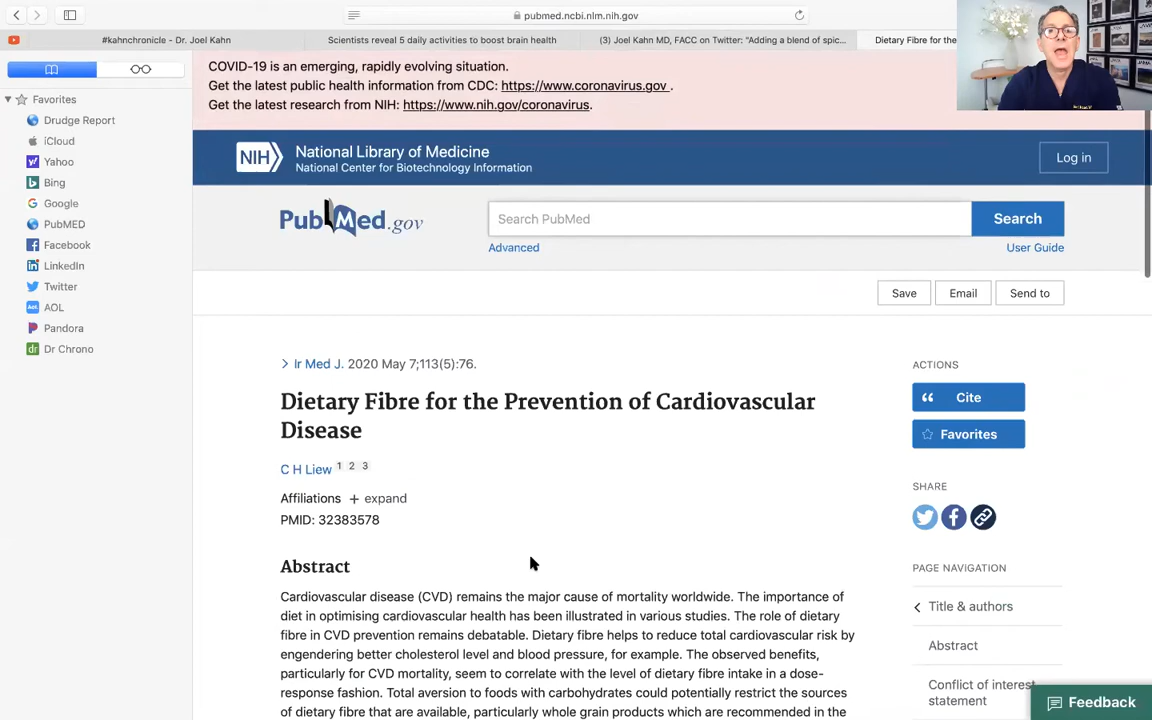 pubmed.ncbi.nlm.nih.gov
#kahnchronicle - Dr. Joel Kahn
Scientists reveal 5 daily activities to boost brain health
(3) Joel Kahn MD, FACC on Twitter: "Adding a blend of spic...
Dietary Fibre for the
Favorites
Drudge Report
iCloud
Yahoo
Bing
Google
PubMED
Facebook
LinkedIn
Twitter
AOL
Pandora
Dr Chrono
COVID-19 is an emerging, rapidly evolving situation.
Get the latest public health information from CDC: https://www.coronavirus.gov .
Get the latest research from NIH: https://www.nih.gov/coronavirus.
NIH
National Library of Medicine
National Center for Biotechnology Information
Log in
PubMed.gov
Search PubMed
Search
Advanced
User Guide
Save
Email
Send to
Ir Med J. 2020 May 7;113(5):76.
Dietary Fibre for the Prevention of Cardiovascular
Disease
C H Liew 1 2 3
Affiliations + expand
PMID: 32383578
Abstract
Cardiovascular disease (CVD) remains the major cause of mortality worldwide. The importance of
diet in optimising cardiovascular health has been illustrated in various studies. The role of dietary
fibre in CVD prevention remains debatable. Dietary fibre helps to reduce total cardiovascular risk by
engendering better cholesterol level and blood pressure, for example. The observed benefits,
particularly for CVD mortality, seem to correlate with the level of dietary fibre intake in a dose-
response fashion. Total aversion to foods with carbohydrates could potentially restrict the sources
of dietary fibre that are available, particularly whole grain products which are recommended in the
ACTIONS
Cite
Favorites
SHARE
PAGE NAVIGATION
Title & authors
Abstract
Conflict of interest
statement
Feedback